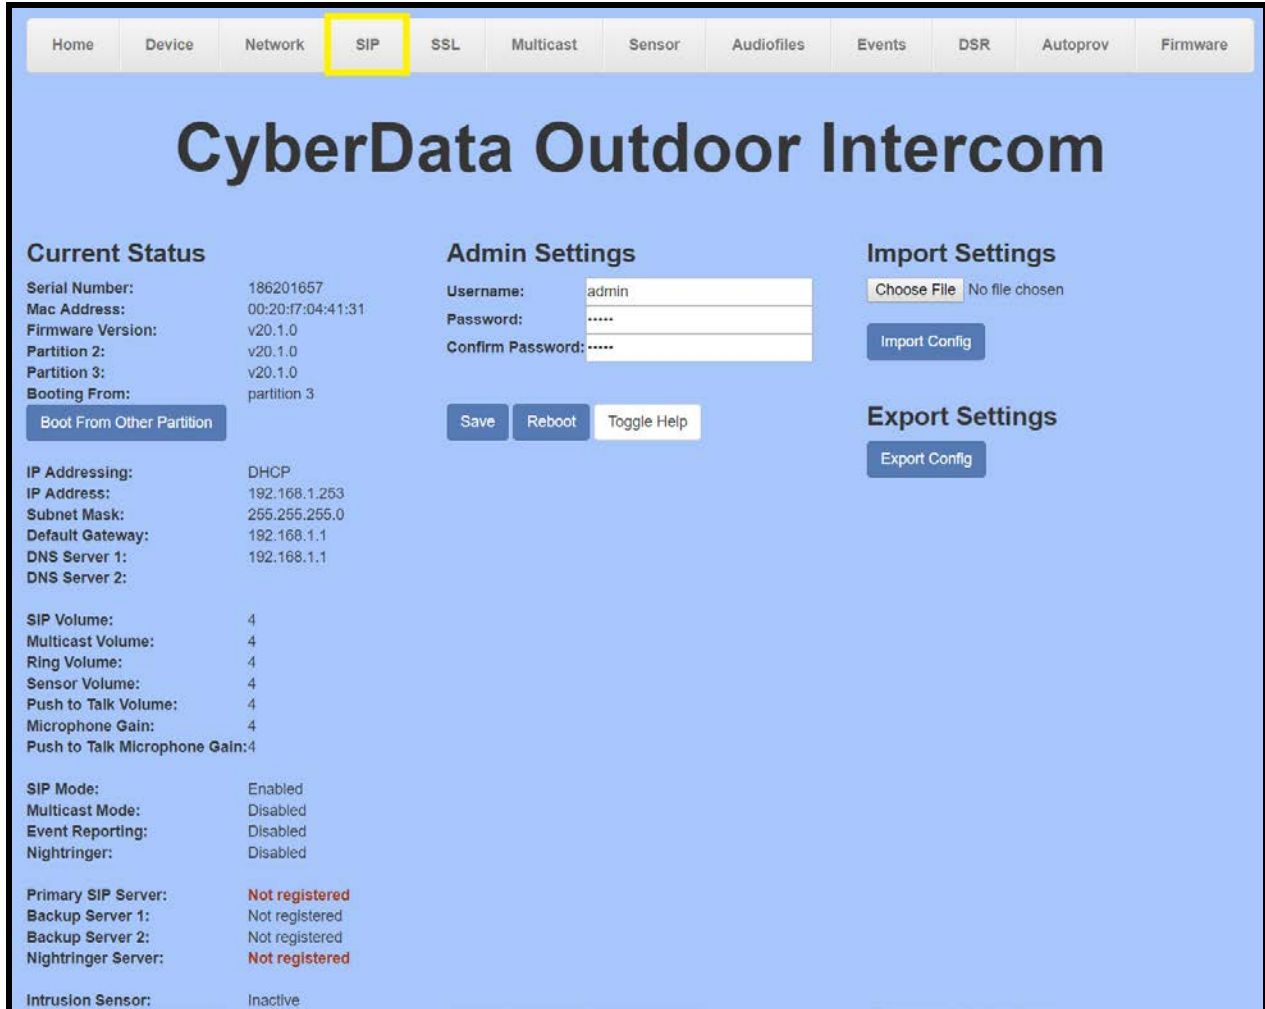 Home Device Network SIP SSL Multicast Sensor Audiofiles Events DSR Autoprov Firmware
CyberData Outdoor Intercom
Current Status
Serial Number: 186201657
Mac Address: 00:20:f7:04:41:31
Firmware Version: v20.1.0
Partition 2: v20.1.0
Partition 3: v20.1.0
Booting From: partition 3
Boot From Other Partition
IP Addressing: DHCP
IP Address: 192.168.1.253
Subnet Mask: 255.255.255.0
Default Gateway: 192.168.1.1
DNS Server 1: 192.168.1.1
DNS Server 2:
SIP Volume: 4
Multicast Volume: 4
Ring Volume: 4
Sensor Volume: 4
Push to Talk Volume: 4
Microphone Gain: 4
Push to Talk Microphone Gain:4
SIP Mode: Enabled
Multicast Mode: Disabled
Event Reporting: Disabled
Nightringer: Disabled
Primary SIP Server: Not registered
Backup Server 1: Not registered
Backup Server 2: Not registered
Nightringer Server: Not registered
Intrusion Sensor: Inactive
Admin Settings
Username: admin
Password: •••••
Confirm Password: •••••
Save Reboot Toggle Help
Import Settings
Choose File No file chosen
Import Config
Export Settings
Export Config